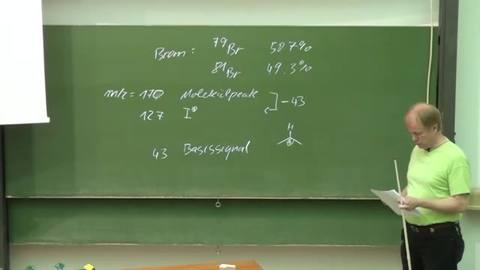 Brom: ⁷⁹Br 50.7%
⁸¹Br 49.3%
m/z = 170 Molekülpeak ] -43
127 I⊕
43 Basissignal
H
⊕